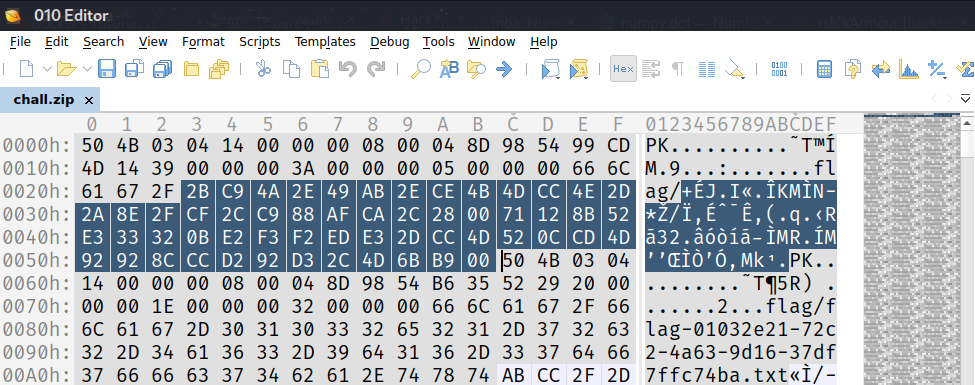 010 Editor
File Edit Search View Format Scripts Templates Debug Tools Window Help
chall.zip ×
0 1 2 3 4 5 6 7 8 9 A B C D E F 0123456789ABCDEF
0000h: 50 4B 03 04 14 00 00 00 08 00 04 8D 98 54 99 CD PK..........˜T™Í
0010h: 4D 14 39 00 00 00 3A 00 00 00 05 00 00 00 66 6C M.9...:.......fl
0020h: 61 67 2F 2B C9 4A 2E 49 AB 2E CE 4B 4D CC 4E 2D ag/+ÉJ.I«.ÎKMÌN-
0030h: 2A 8E 2F CF 2C C9 88 AF CA 2C 28 00 71 12 8B 52 *Ž/Ï,Ɉ¯Ê,(.q.‹R
0040h: E3 33 32 0B E2 F3 F2 ED E3 2D CC 4D 52 0C CD 4D ã32.âóòíã-ÌMR.ÍM
0050h: 92 92 8C CC D2 92 D3 2C 4D 6B B9 00 50 4B 03 04 ’’ŒÌÒ’Ó,Mk¹.PK..
0060h: 14 00 00 00 08 00 04 8D 98 54 B6 35 52 29 20 00 ........˜T¶5R) .
0070h: 00 00 1E 00 00 00 32 00 00 00 66 6C 61 67 2F 66 ......2...flag/f
0080h: 6C 61 67 2D 30 31 30 33 32 65 32 31 2D 37 32 63 lag-01032e21-72c
0090h: 32 2D 34 61 36 33 2D 39 64 31 36 2D 33 37 64 66 2-4a63-9d16-37df
00A0h: 37 66 66 63 37 34 62 61 2E 74 78 74 AB CC 2F 2D 7ffc74ba.txt«Ì/-